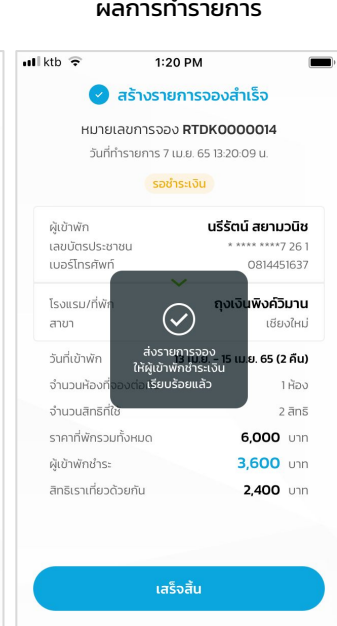 ผลการทำรายการ
ktb 1:20 PM
สร้างรายการจองสำเร็จ
หมายเลขการจอง RTDK0000014
วันที่ทำรายการ 7 เม.ย. 65 13:20:09 น.
รอชำระเงิน
ผู้เข้าพัก นรีรัตน์ สยามวนิช
เลขบัตรประชาชน * **** ****7 26 1
เบอร์โทรศัพท์ 0814451637
โรงแรม/ที่พัก ถุงเงินพิงค์วิมาน
สาขา เชียงใหม่
ส่งรายการจอง
ให้ผู้เข้าพักชำระเงิน
เรียบร้อยแล้ว
วันที่เข้าพัก 13 เม.ย. - 15 เม.ย. 65 (2 คืน)
จำนวนห้องที่จองต่อ 1 ห้อง
จำนวนสิทธิที่ใช้ 2 สิทธิ
ราคาที่พักรวมทั้งหมด 6,000 บาท
ผู้เข้าพักชำระ 3,600 บาท
สิทธิเราเที่ยวด้วยกัน 2,400 บาท
เสร็จสิ้น